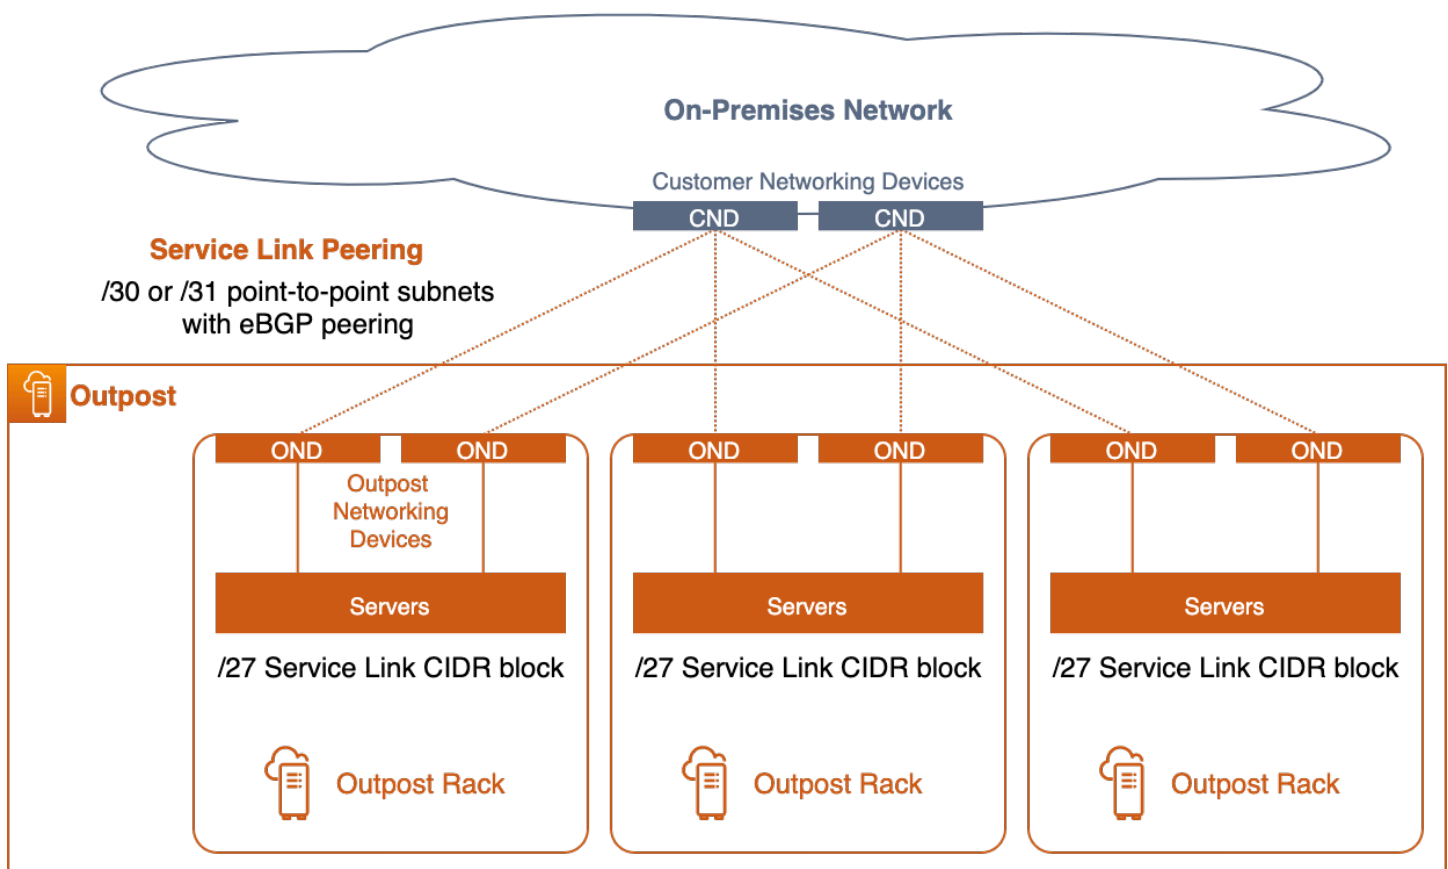 On-Premises Network
Customer Networking Devices
CND
CND
Service Link Peering
/30 or /31 point-to-point subnets
with eBGP peering
Outpost
OND
OND
OND
OND
OND
OND
Outpost
Networking
Devices
Servers
Servers
Servers
/27 Service Link CIDR block
/27 Service Link CIDR block
/27 Service Link CIDR block
Outpost Rack
Outpost Rack
Outpost Rack